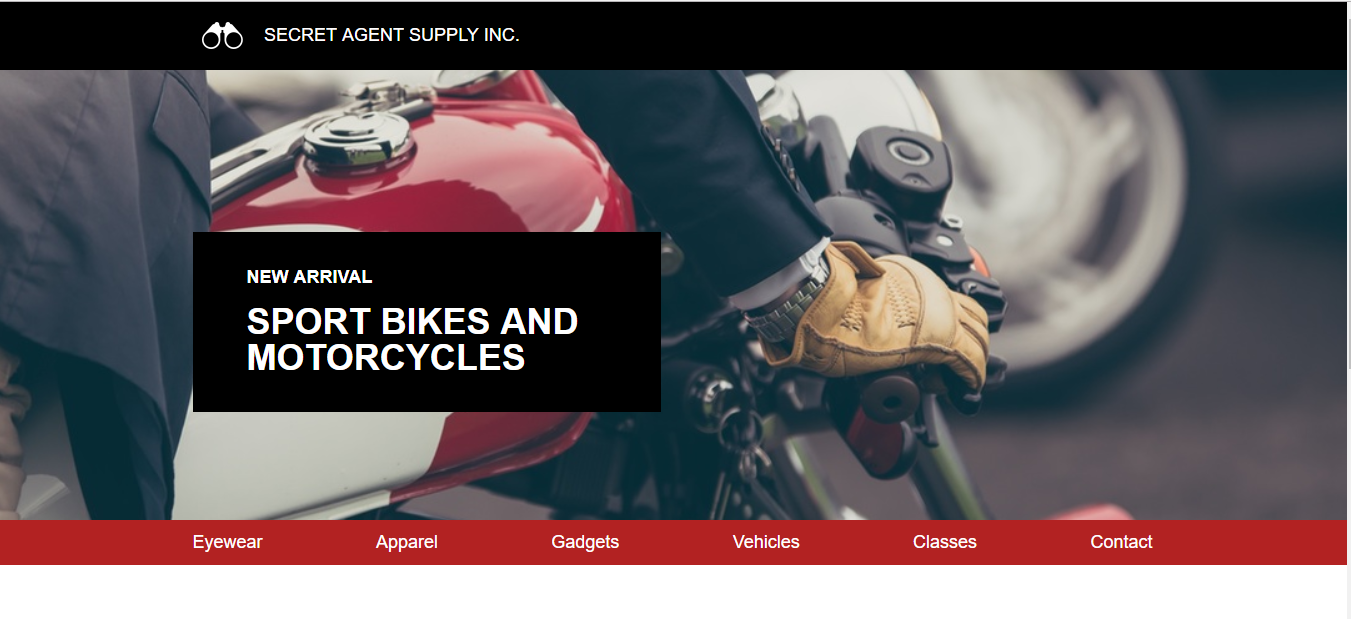 SECRET AGENT SUPPLY INC.
NEW ARRIVAL
SPORT BIKES AND
MOTORCYCLES
Eyewear Apparel Gadgets Vehicles Classes Contact